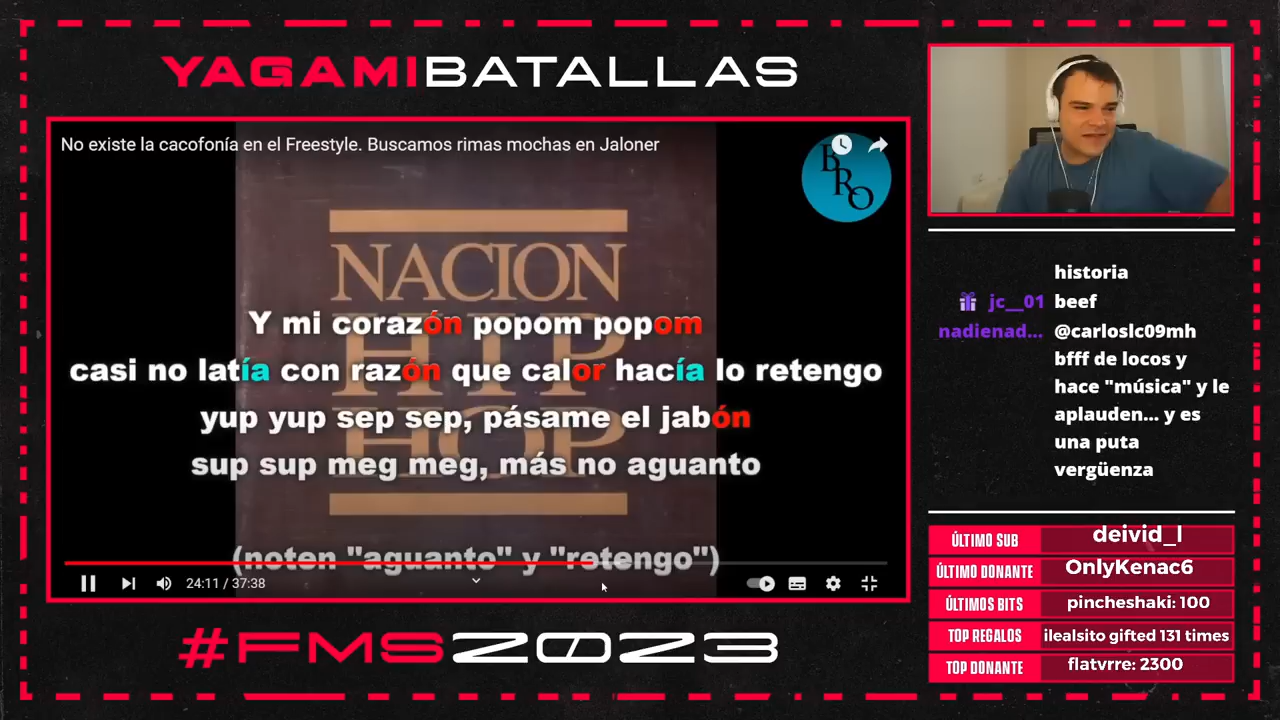 YAGAMIBATALLAS
No existe la cacofonía en el Freestyle. Buscamos rimas mochas en Jaloner
BRO
NACION
HIP
HOP
Y mi corazón popom popom
casi no latía con razón que calor hacía lo retengo
yup yup sep sep, pásame el jabón
sup sup meg meg, más no aguanto
(noten "aguanto" y "retengo")
24:11 / 37:38
#FMS2023
historia
jc__01 beef
nadienad... @carloslc09mh
bfff de locos y
hace "música" y le
aplauden... y es
una puta
vergüenza
ÚLTIMO SUB deivid_l
ÚLTIMO DONANTE OnlyKenac6
ÚLTIMOS BITS pincheshaki: 100
TOP REGALOS ilealsito gifted 131 times
TOP DONANTE flatvrre: 2300